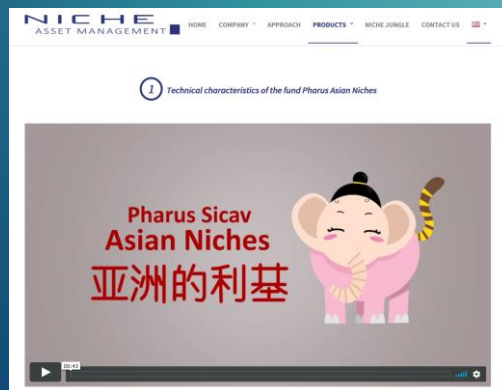 NICHE
ASSET MANAGEMENT
HOME COMPANY APPROACH PRODUCTS NICHE JUNGLE CONTACT US
1 Technical characteristics of the fund Pharus Asian Niches
Pharus Sicav
Asian Niches
亚洲的利基
00:43